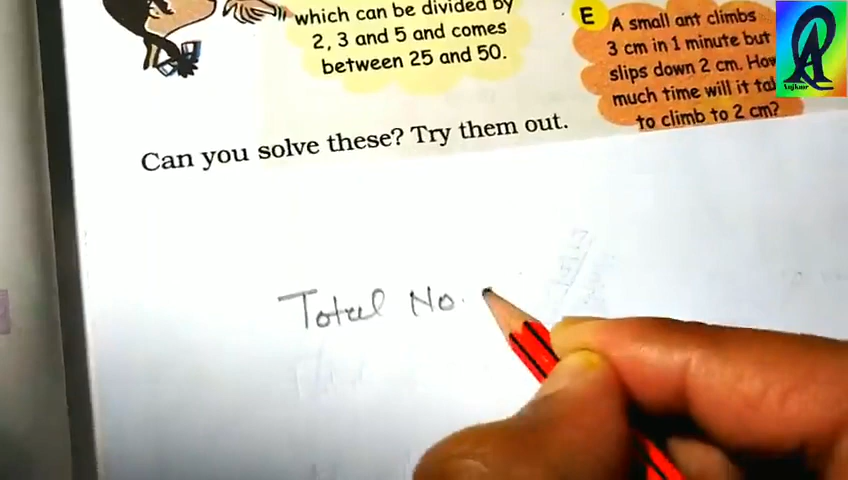 which can be divided by
2, 3 and 5 and comes
between 25 and 50.
E
A small ant climbs
3 cm in 1 minute but
slips down 2 cm. How
much time will it
to climb to 2 cm?
Can you solve these? Try them out.
Total No.